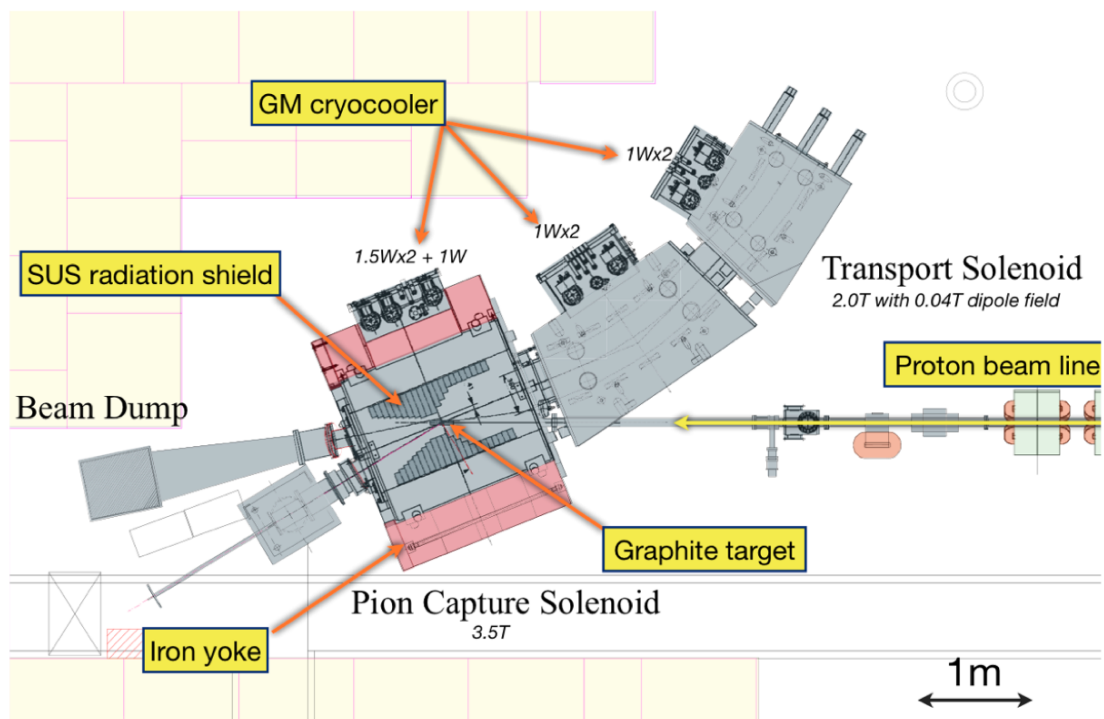 GM cryocooler
1Wx2
1Wx2
1.5Wx2 + 1W
SUS radiation shield
Transport Solenoid
2.0T with 0.04T dipole field
Proton beam line
Beam Dump
Graphite target
Pion Capture Solenoid
3.5T
Iron yoke
1m